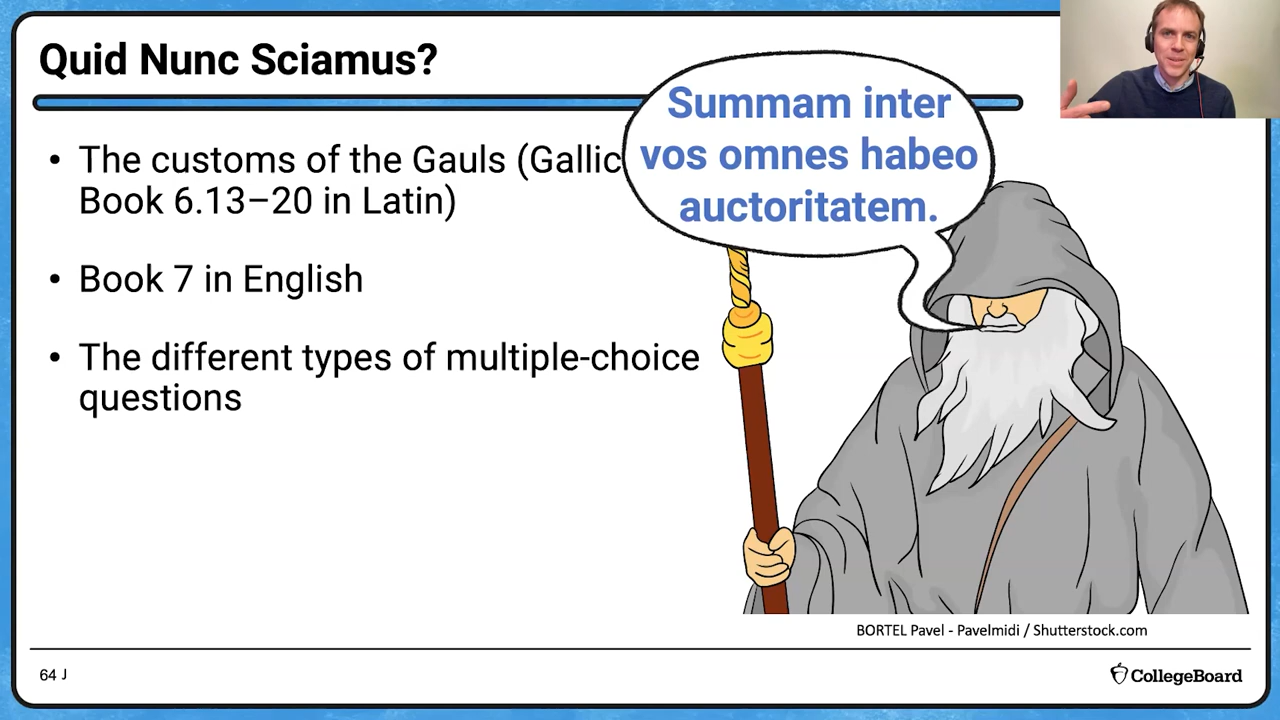 Quid Nunc Sciamus?
Summam inter
vos omnes habeo
auctoritatem.
• The customs of the Gauls (Gallic
Book 6.13–20 in Latin)
• Book 7 in English
• The different types of multiple-choice
questions
BORTEL Pavel - Pavelmidi / Shutterstock.com
64 J
CollegeBoard